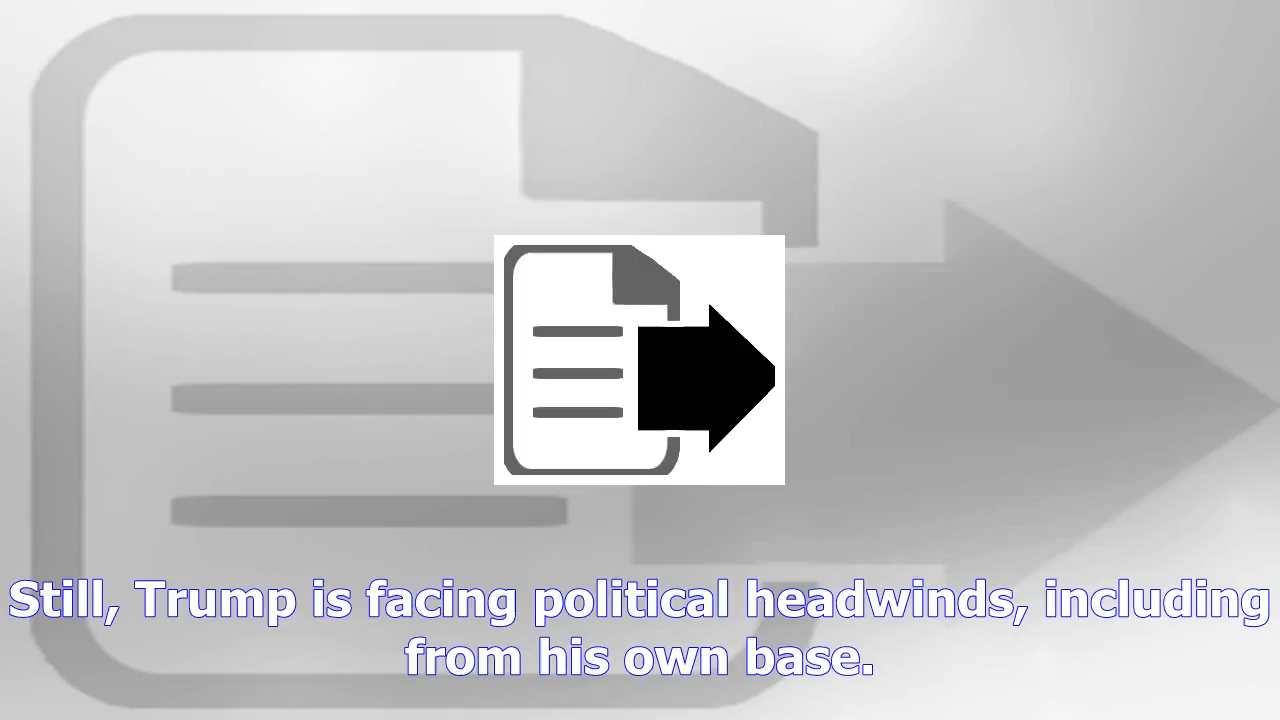 Still, Trump is facing political headwinds, including
from his own base.